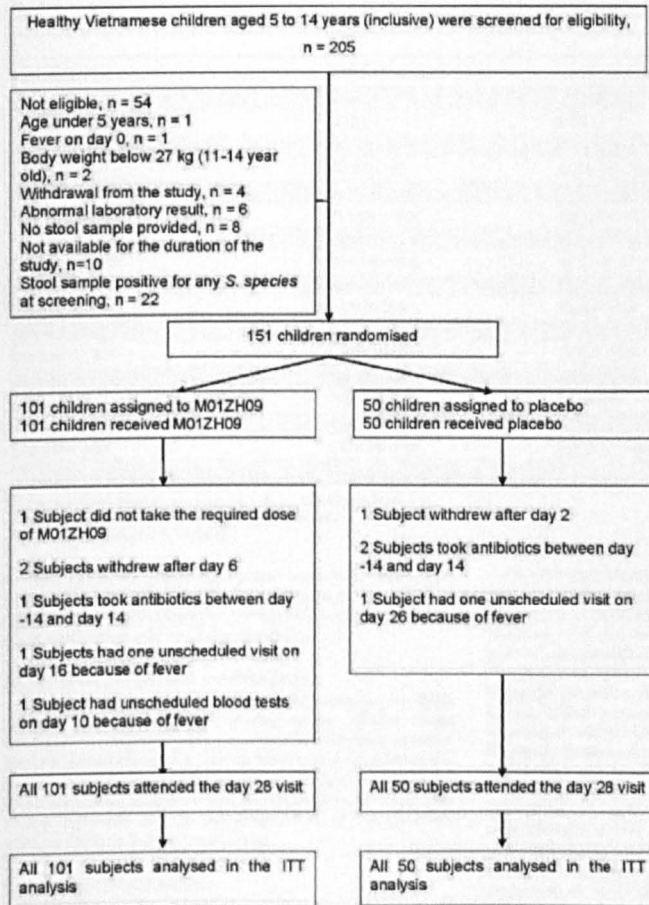 Healthy Vietnamese children aged 5 to 14 years (inclusive) were screened for eligibility,
n = 205
Not eligible, n = 54
Age under 5 years, n = 1
Fever on day 0, n = 1
Body weight below 27 kg (11-14 year
old), n = 2
Withdrawal from the study, n = 4
Abnormal laboratory result, n - 6
No stool sample provided, n = 8
Not available for the duration of the
study, n=10
Stool sample positive for any S. species
at screening, n = 22
151 children randomised
101 children assigned to M01ZH09
101 children received M01ZH09
50 children assigned to placebo
50 children received placebo
1 Subject did not take the required dose
of M01ZH09
2 Subjects withdrew after day 6
1 Subjects took antibiotics between day
-14 and day 14
1 Subjects had one unscheduled visit on
day 16 because of fever
1 Subject had unscheduled blood tests
on day 10 because of fever
1 Subject withdrew after day 2
2 Subjects took antibiotics between day
-14 and day 14
1 Subject had one unscheduled visit on
day 26 because of fever
All 101 subjects attended the day 28 visit
All 50 subjects attended the day 28 visit
All 101 subjects analysed in the ITT
analysis
All 50 subjects analysed in the ITT
analysis